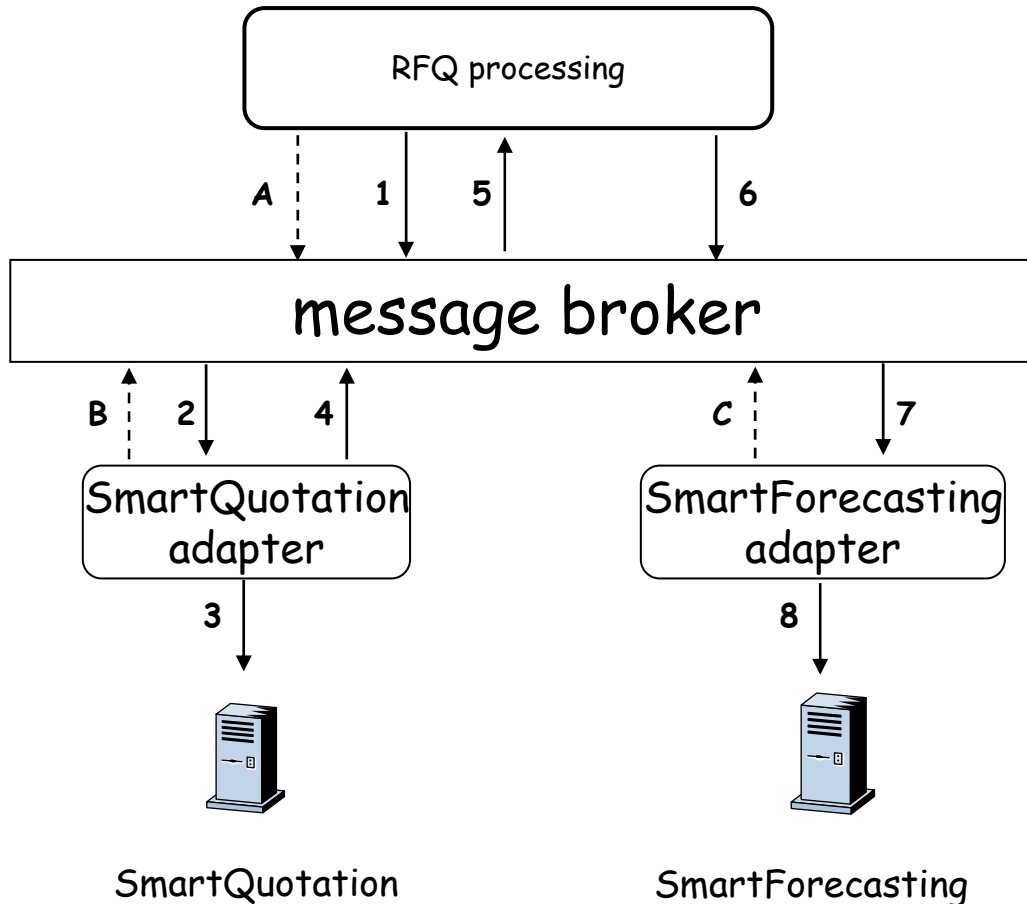 RFQ processing
A
1
5
6
message broker
B
2
4
C
7
SmartQuotation
adapter
SmartForecasting
adapter
3
8
SmartQuotation
SmartForecasting